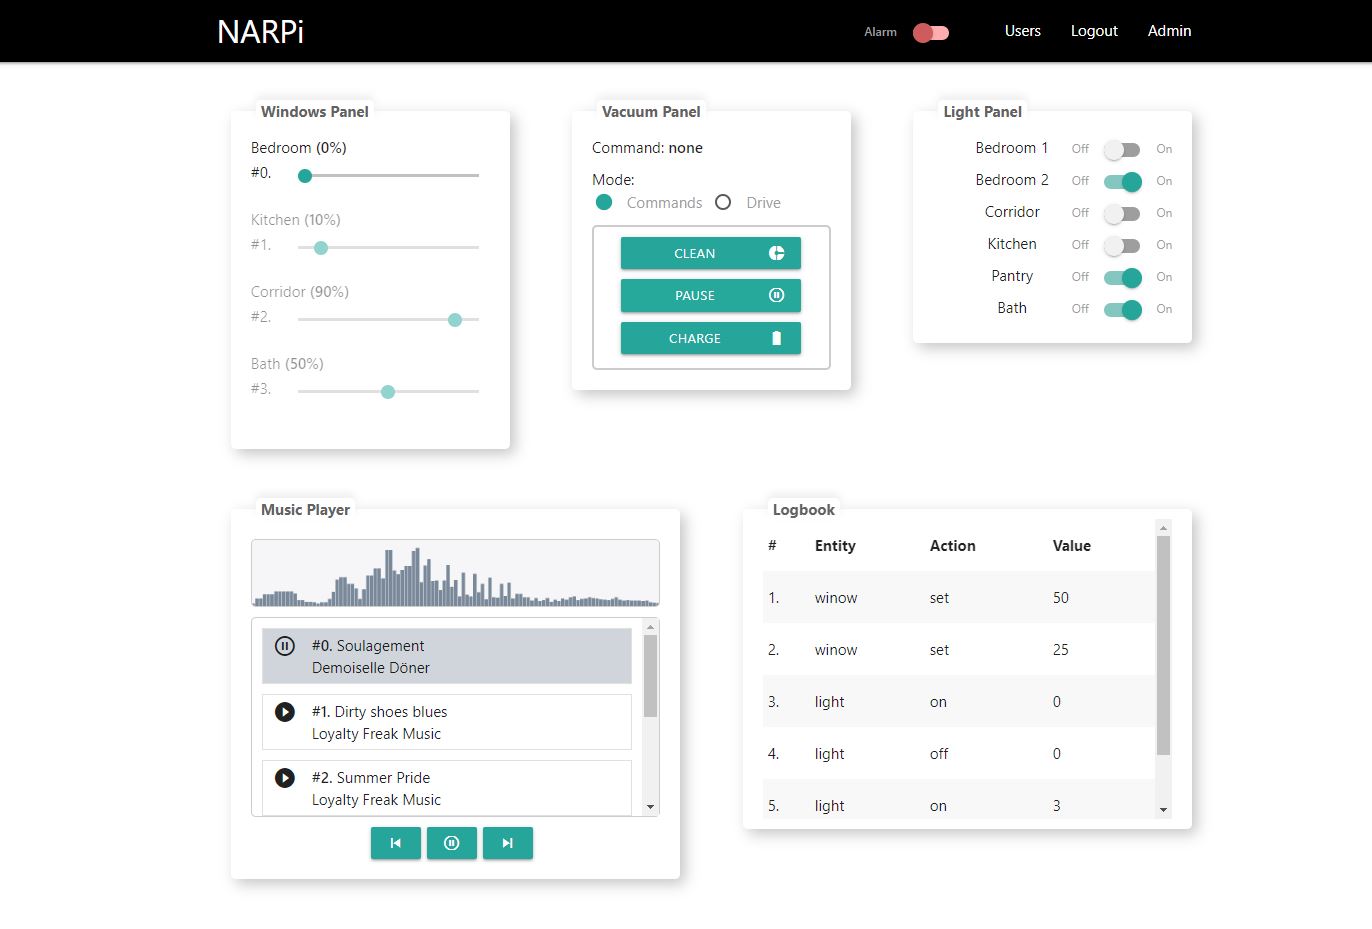 NARPi
Alarm
Users
Logout
Admin
Windows Panel
Bedroom (0%)
#0.
Kitchen (10%)
#1.
Corridor (90%)
#2.
Bath (50%)
#3.
Vacuum Panel
Command: none
Mode:
Commands
Drive
CLEAN
PAUSE
CHARGE
Light Panel
Bedroom 1 Off On
Bedroom 2 Off On
Corridor Off On
Kitchen Off On
Pantry Off On
Bath Off On
Music Player
#0. Soulagement
Demoiselle Döner
#1. Dirty shoes blues
Loyalty Freak Music
#2. Summer Pride
Loyalty Freak Music
Logbook
# Entity Action Value
1. winow set 50
2. winow set 25
3. light on 0
4. light off 0
5. light on 3